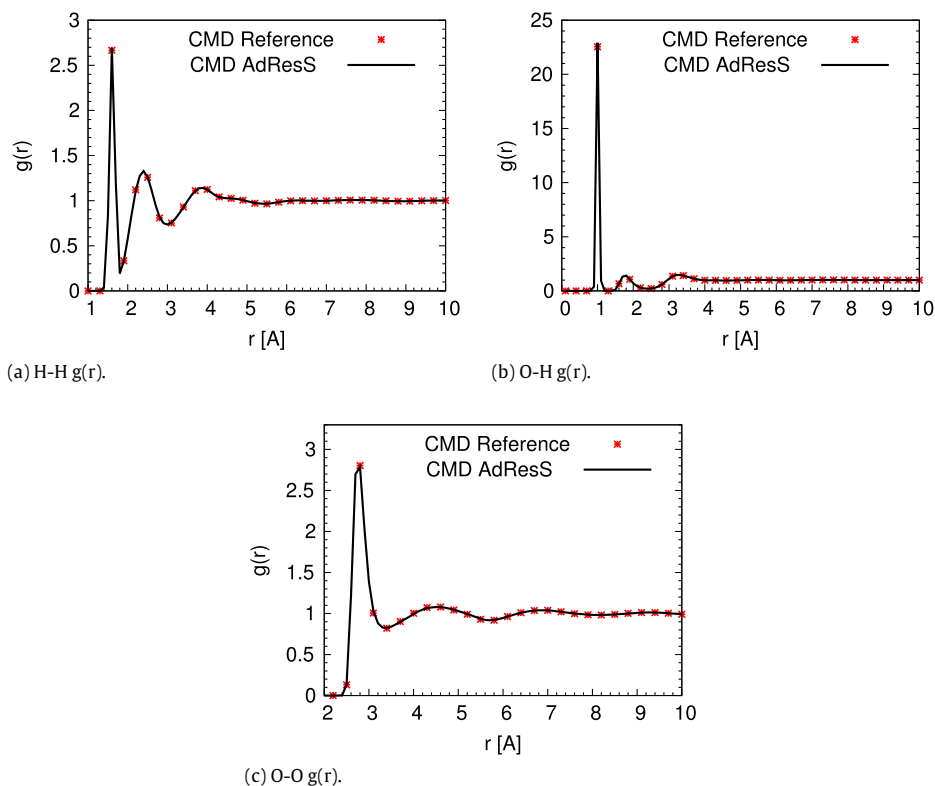 CMD Reference
CMD AdResS
g(r)
3
2.5
2
1.5
1
0.5
0
1 2 3 4 5 6 7 8 9 10
r [A]
(a) H-H g(r).
CMD Reference
CMD AdResS
g(r)
25
20
15
10
5
0
0 1 2 3 4 5 6 7 8 9 10
r [A]
(b) O-H g(r).
CMD Reference
CMD AdResS
g(r)
3
2.5
2
1.5
1
0.5
0
2 3 4 5 6 7 8 9 10
r [A]
(c) O-O g(r).